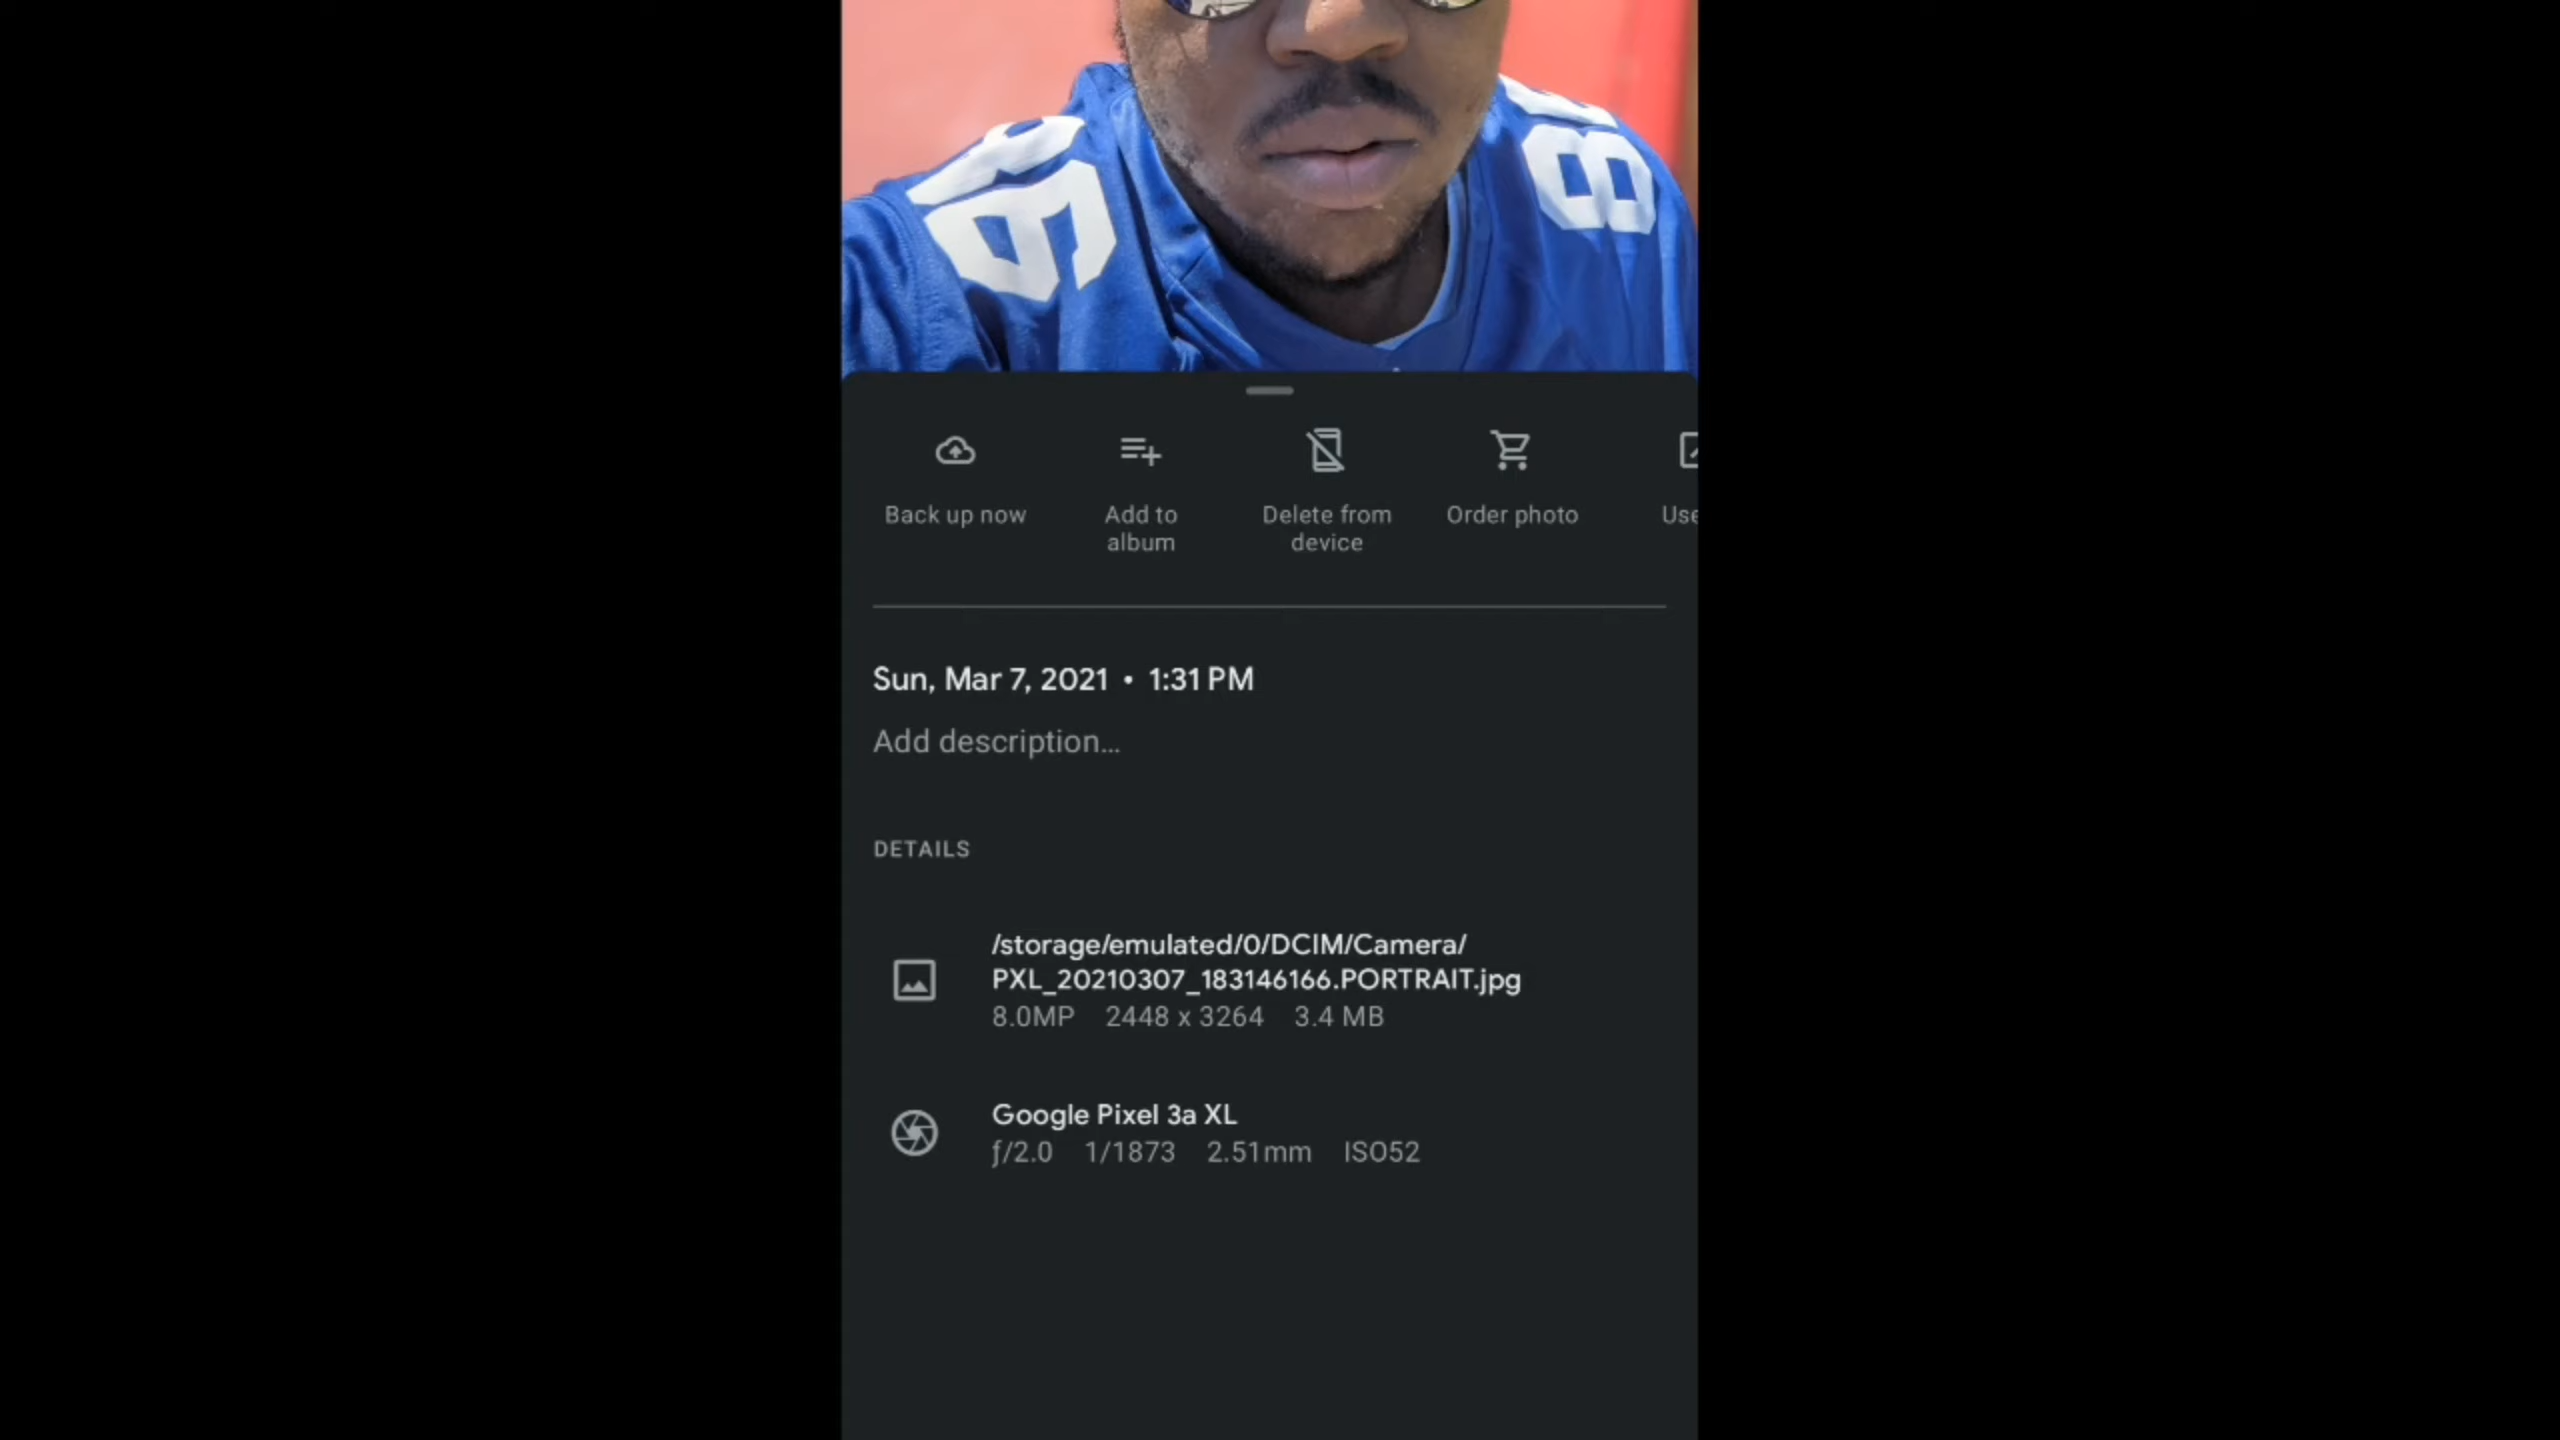 Back up now
Add to album
Delete from device
Order photo
Use
Sun, Mar 7, 2021 • 1:31 PM
Add description…
DETAILS
/storage/emulated/0/DCIM/Camera/
PXL_20210307_183146166.PORTRAIT.jpg
8.0MP 2448 x 3264 3.4 MB
Google Pixel 3a XL
ƒ/2.0 1/1873 2.51mm ISO52